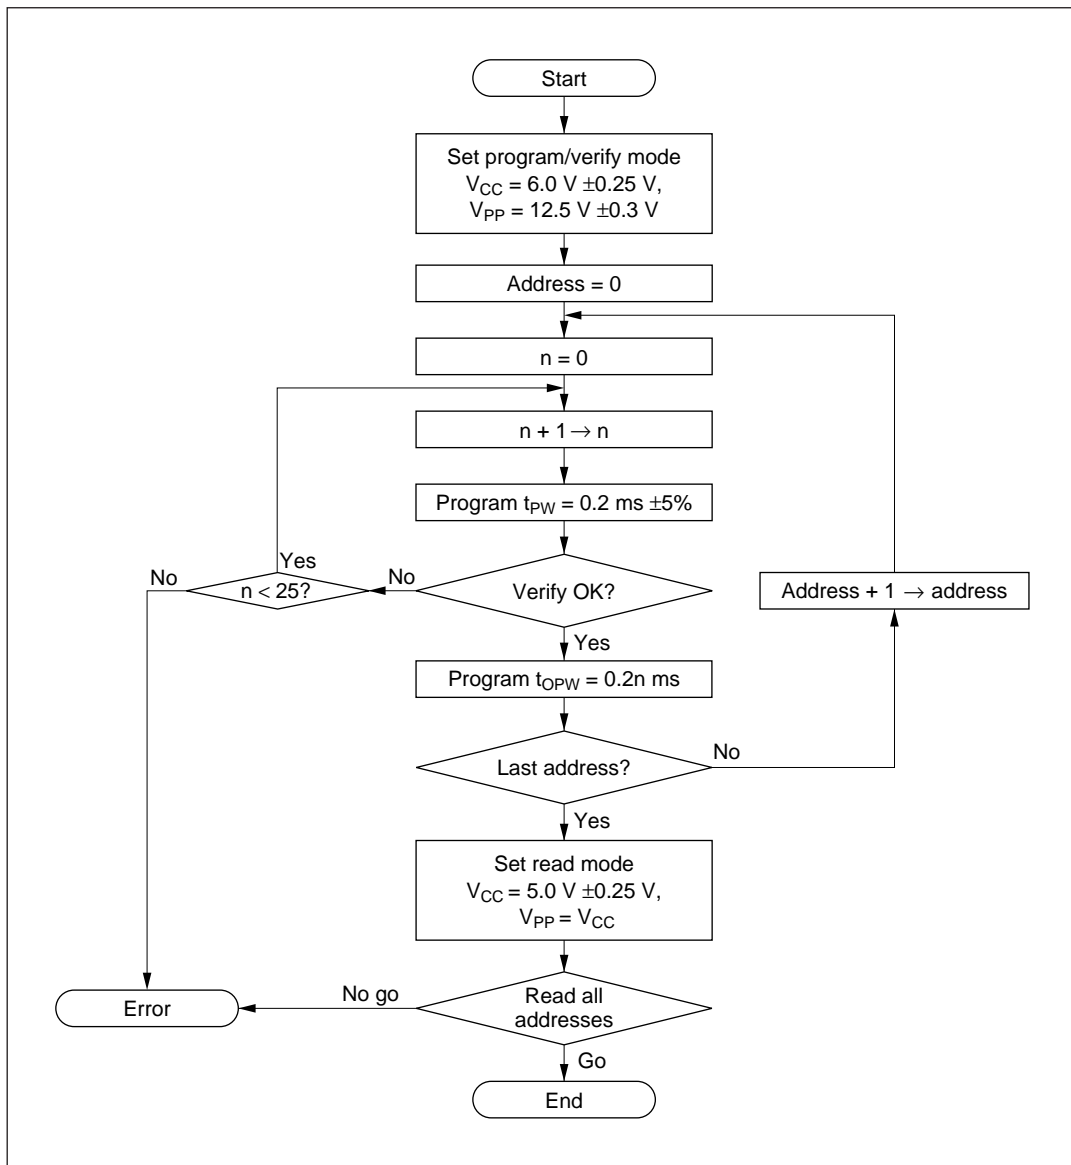 Start
Set program/verify mode
VCC = 6.0 V ±0.25 V,
VPP = 12.5 V ±0.3 V
Address = 0
n = 0
n + 1 → n
Program tPW = 0.2 ms ±5%
No
Yes
n < 25?
No
Verify OK?
Address + 1 → address
Yes
Program tOPW = 0.2n ms
Last address?
No
Yes
Set read mode
VCC = 5.0 V ±0.25 V,
VPP = VCC
Error
No go
Read all
addresses
Go
End